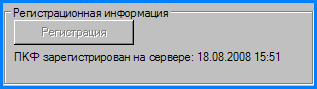 Регистрационная информация
Регистрация
ПКФ зарегистрирован на сервере: 18.08.2008 15:51